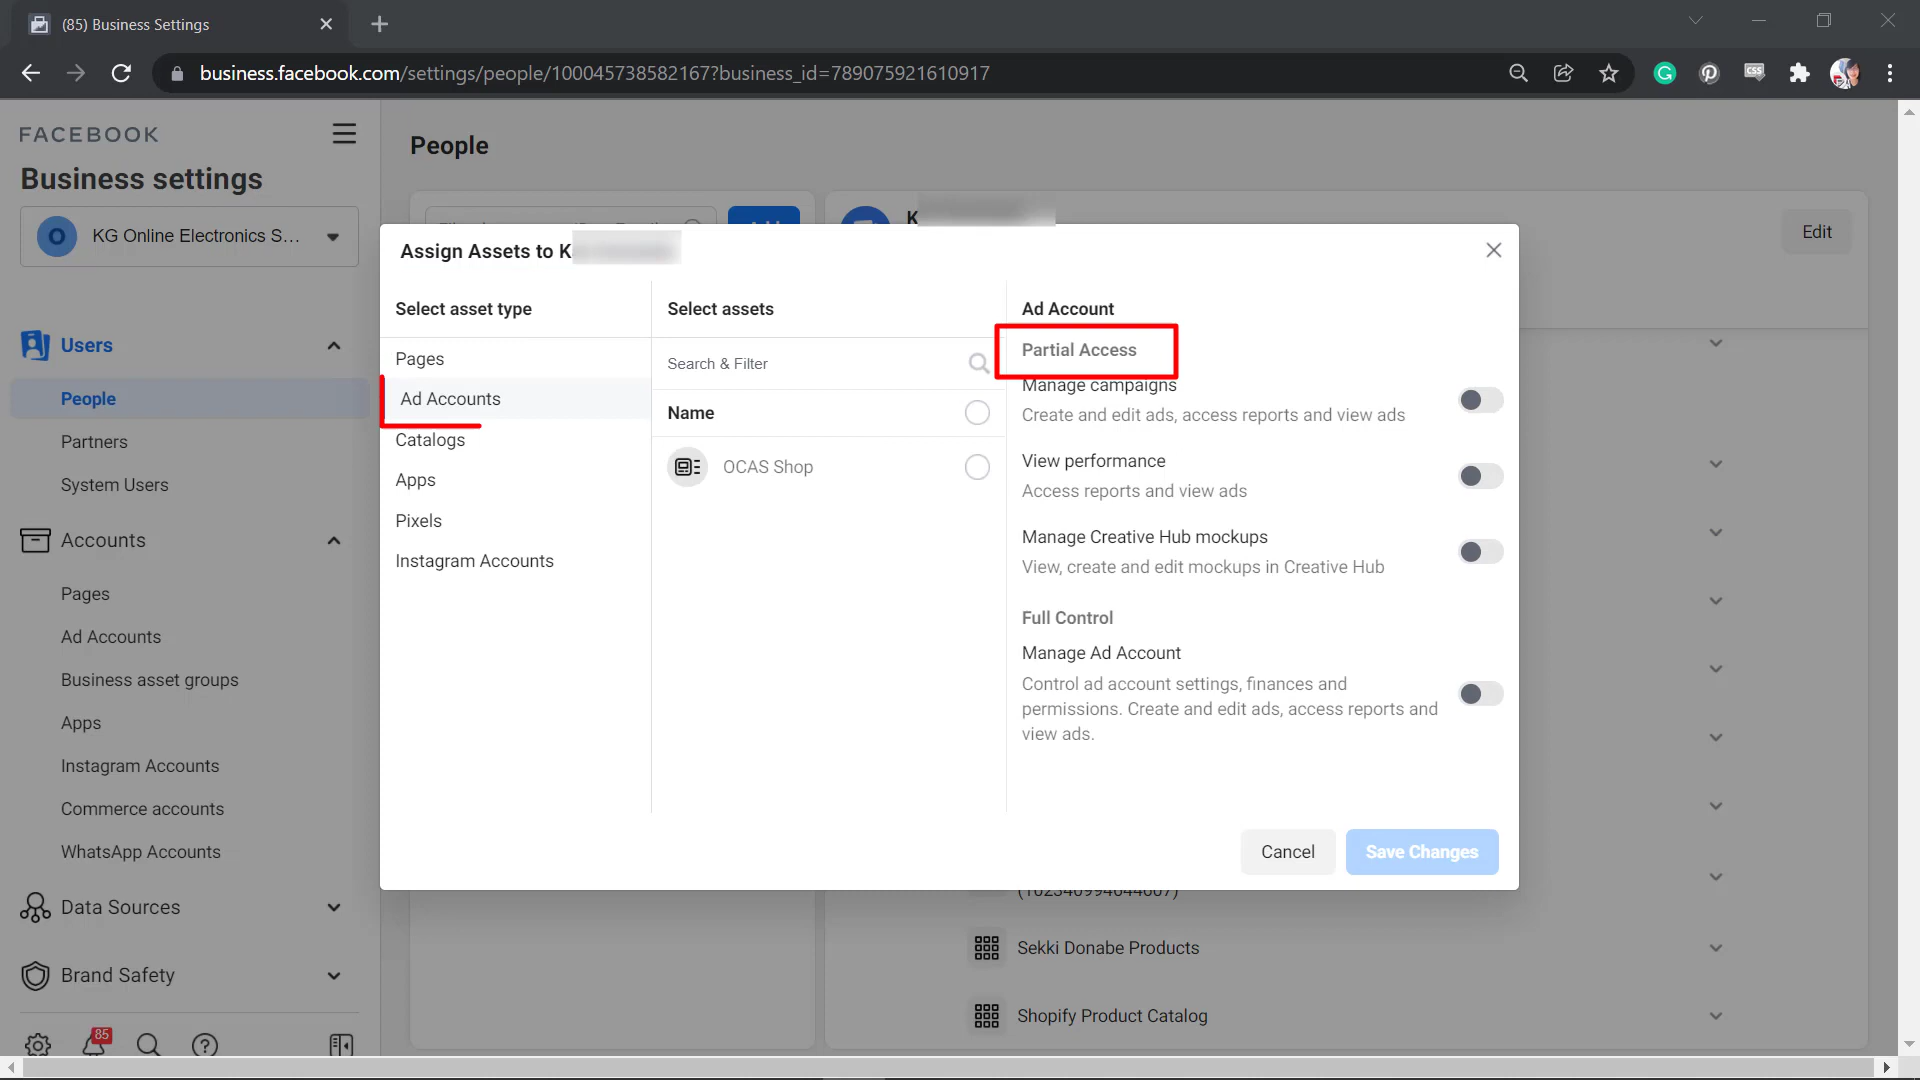 (85) Business Settings
business.facebook.com/settings/people/100045738582167?business_id=789075921610917
FACEBOOK
Business settings
O
KG Online Electronics S...
Users
People
Partners
System Users
Accounts
Pages
Ad Accounts
Business asset groups
Apps
Instagram Accounts
Commerce accounts
WhatsApp Accounts
Data Sources
Brand Safety
85
People
K
Edit
Assign Assets to K
Select asset type
Pages
Ad Accounts
Catalogs
Apps
Pixels
Instagram Accounts
Select assets
Search & Filter
Name
OCAS Shop
Ad Account
Partial Access
Manage campaigns
Create and edit ads, access reports and view ads
View performance
Access reports and view ads
Manage Creative Hub mockups
View, create and edit mockups in Creative Hub
Full Control
Manage Ad Account
Control ad account settings, finances and
permissions. Create and edit ads, access reports and
view ads.
Cancel
Save Changes
Sekki Donabe Products
Shopify Product Catalog